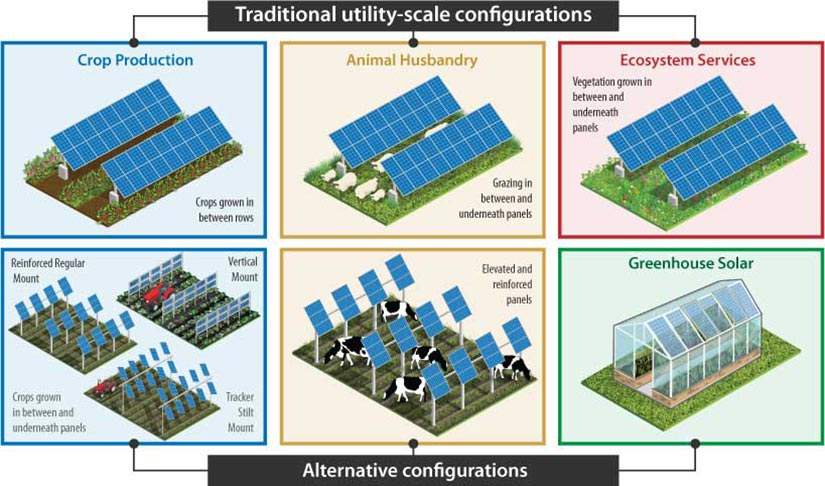 Traditional utility-scale configurations
Crop Production
Crops grown in
between rows
Animal Husbandry
Grazing in
between and
underneath panels
Ecosystem Services
Vegetation grown in
between and
underneath
panels
Reinforced Regular
Mount
Vertical
Mount
Crops grown
in between and
underneath panels
Tracker
Stilt
Mount
Elevated and
reinforced
panels
Greenhouse Solar
Alternative configurations